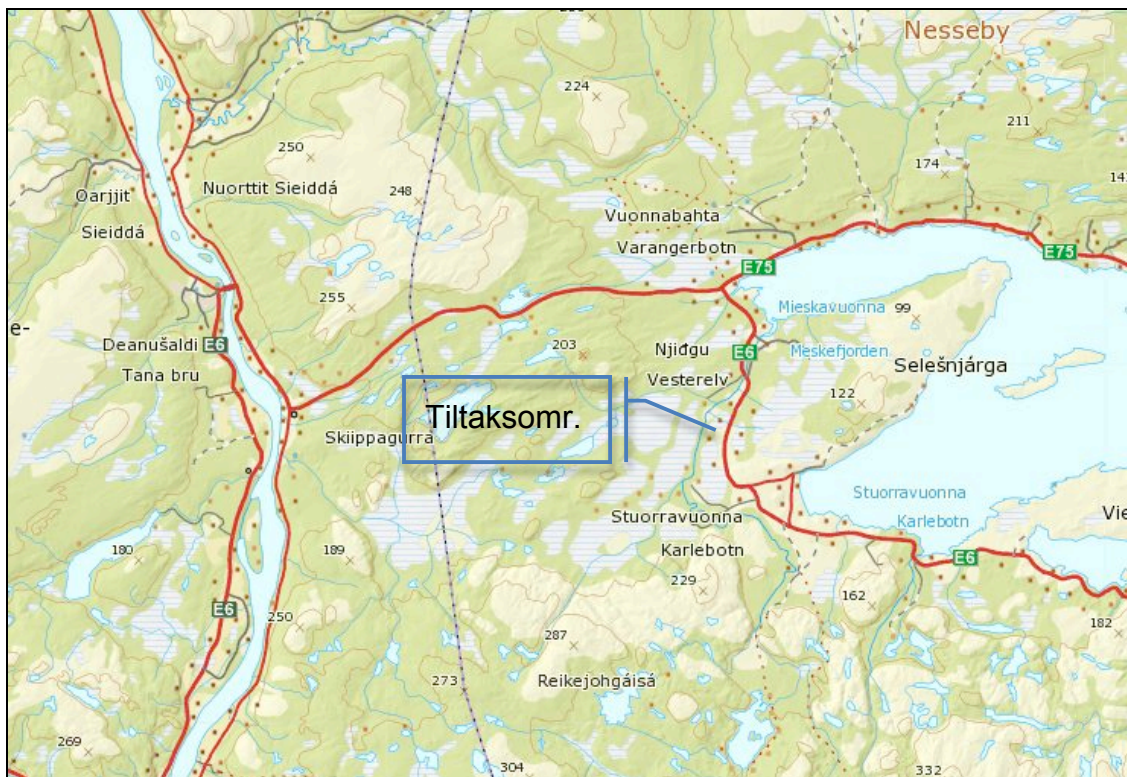 Nesseby
224
211
250
174
Oarjjit
Nuorttit Sieiddá
248
Vuonnabahta
Sieiddá
Varangerbotn
E75
E75
255
Mieskavuonna
99
e-
Deanušaldi
E6
203
Njiđgu
E6
Meskefjorden
Selešnjárga
Tana bru
Vesterelv
122
Tiltaksomr.
Skiippagurra
Stuorravuonna
Stuorravuonna
Karlebotn
Vie
180
189
Karlebotn
E6
229
162
E6
250
182
287
273
Reikejohgáisá
269
304
332